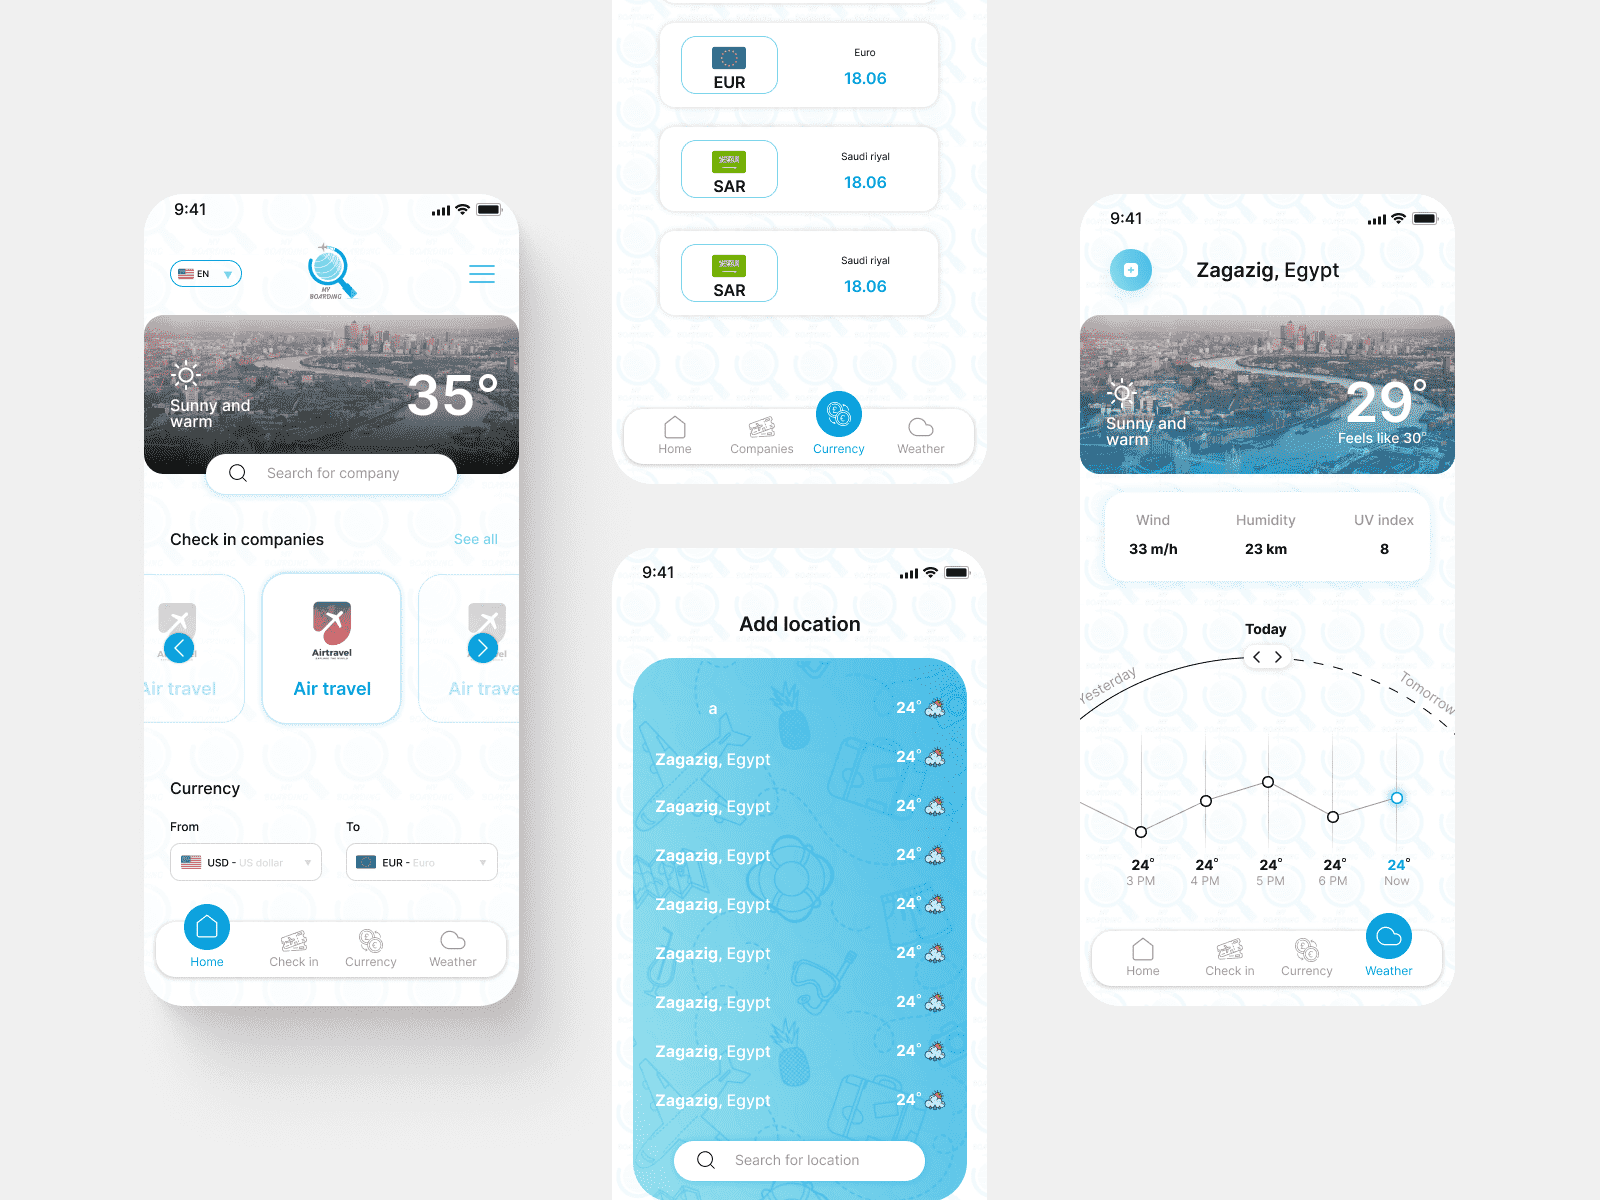 9:41
EN
MY
BOARDING
Sunny and
warm
35°
Search for company
Check in companies
See all
Air travel
Airtravel
Air travel
Air trave
Currency
From
To
USD - US dollar
EUR - Euro
Home
Check in
Currency
Weather
EUR
Euro
18.06
SAR
Saudi riyal
18.06
SAR
Saudi riyal
18.06
Home
Companies
Currency
Weather
9:41
Add location
a
24°
Zagazig, Egypt
24°
Zagazig, Egypt
24°
Zagazig, Egypt
24°
Zagazig, Egypt
24°
Zagazig, Egypt
24°
Zagazig, Egypt
24°
Zagazig, Egypt
24°
Zagazig, Egypt
24°
Search for location
9:41
Zagazig, Egypt
Sunny and
warm
29°
Feels like 30°
Wind
Humidity
UV index
33 m/h
23 km
8
Today
Yesterday
Tomorrow
24° 24° 24° 24° 24°
3 PM 4 PM 5 PM 6 PM Now
Home
Check in
Currency
Weather